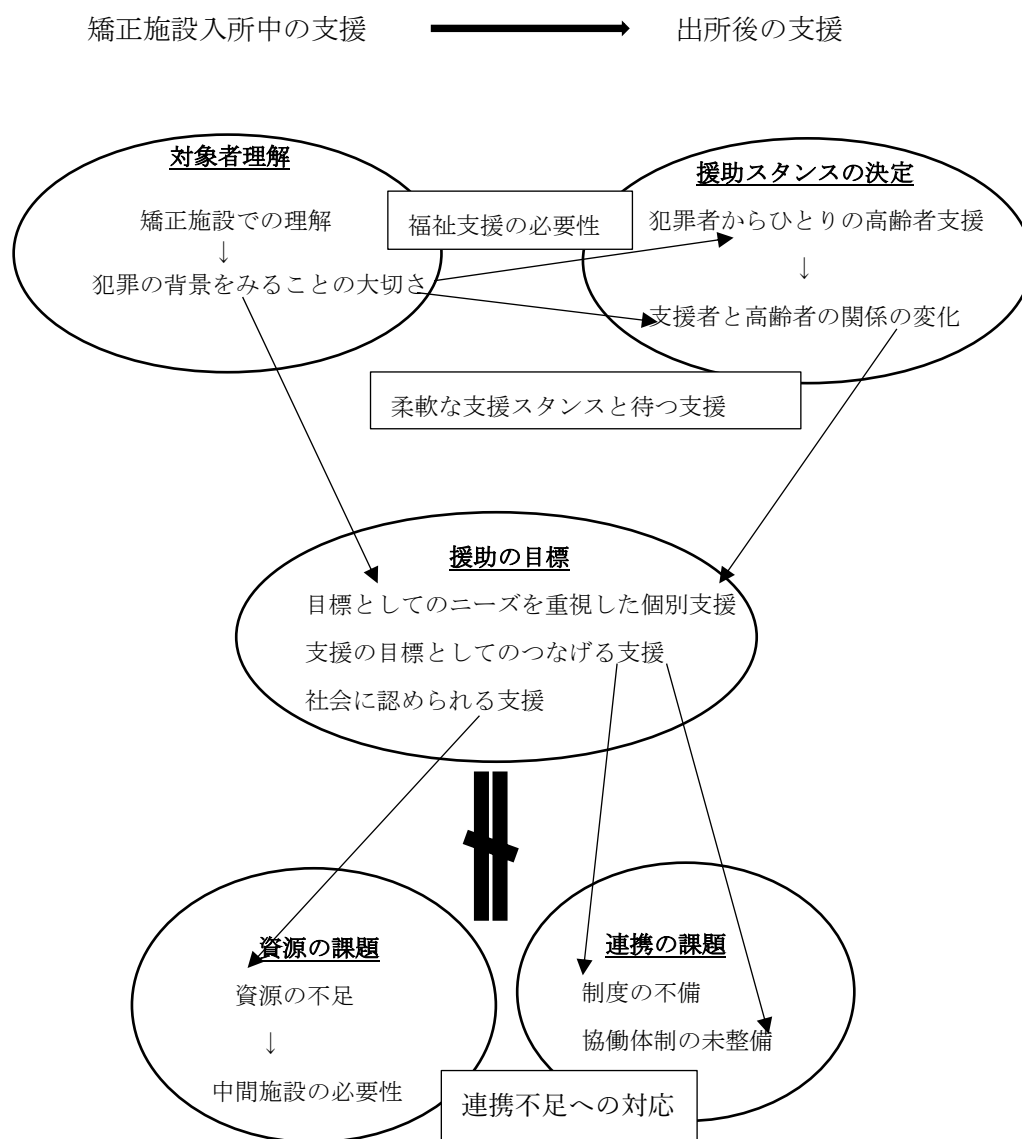 矯正施設入所中の支援
出所後の支援
対象者理解
矯正施設での理解
↓
犯罪の背景をみることの大切さ
福祉支援の必要性
援助スタンスの決定
犯罪者からひとりの高齢者支援
↓
支援者と高齢者の関係の変化
柔軟な支援スタンスと待つ支援
援助の目標
目標としてのニーズを重視した個別支援
支援の目標としてのつなげる支援
社会に認められる支援
資源の課題
資源の不足
↓
中間施設の必要性
連携の課題
制度の不備
協働体制の未整備
連携不足への対応